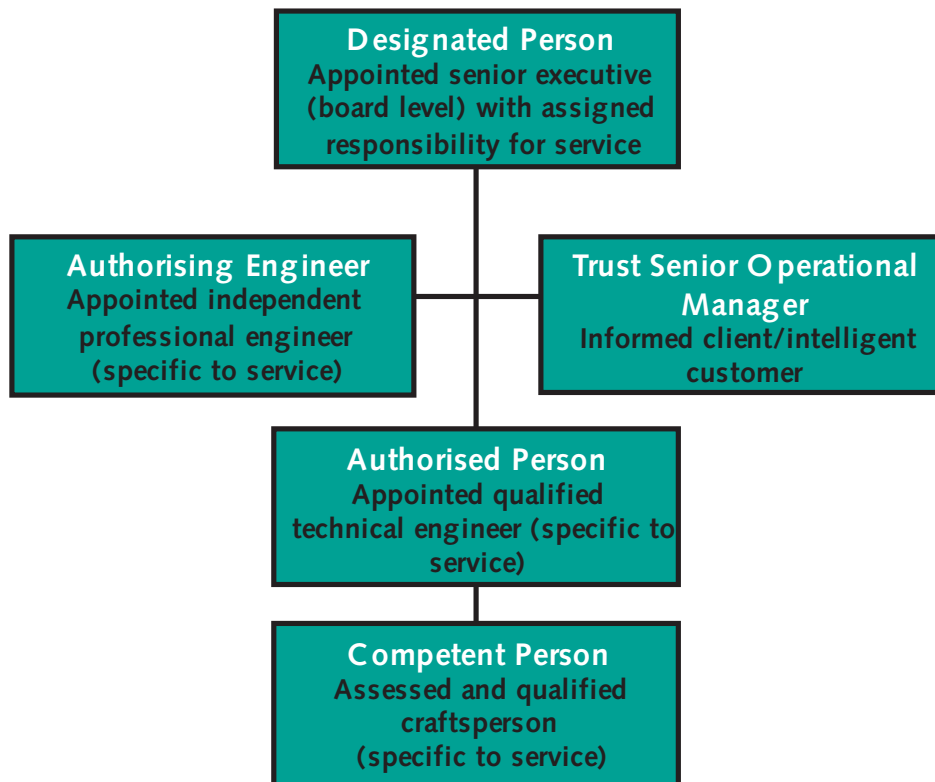 Designated Person
Appointed senior executive
(board level) with assigned
responsibility for service
Authorising Engineer
Appointed independent
professional engineer
(specific to service)
Trust Senior Operational
Manager
Informed client/intelligent
customer
Authorised Person
Appointed qualified
technical engineer (specific to
service)
Competent Person
Assessed and qualified
craftsperson
(specific to service)